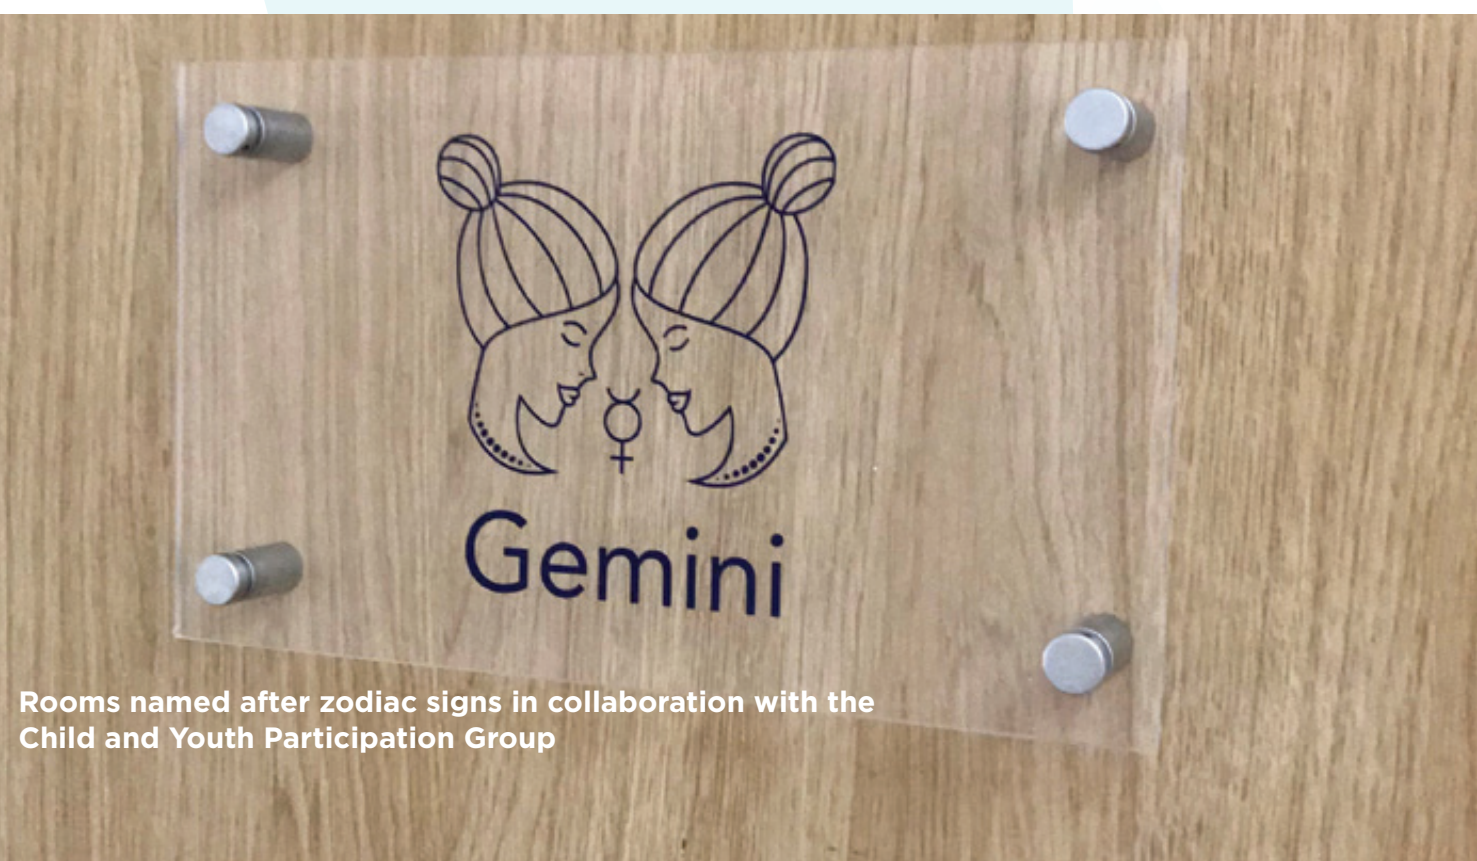 Gemini
Rooms named after zodiac signs in collaboration with the
Child and Youth Participation Group